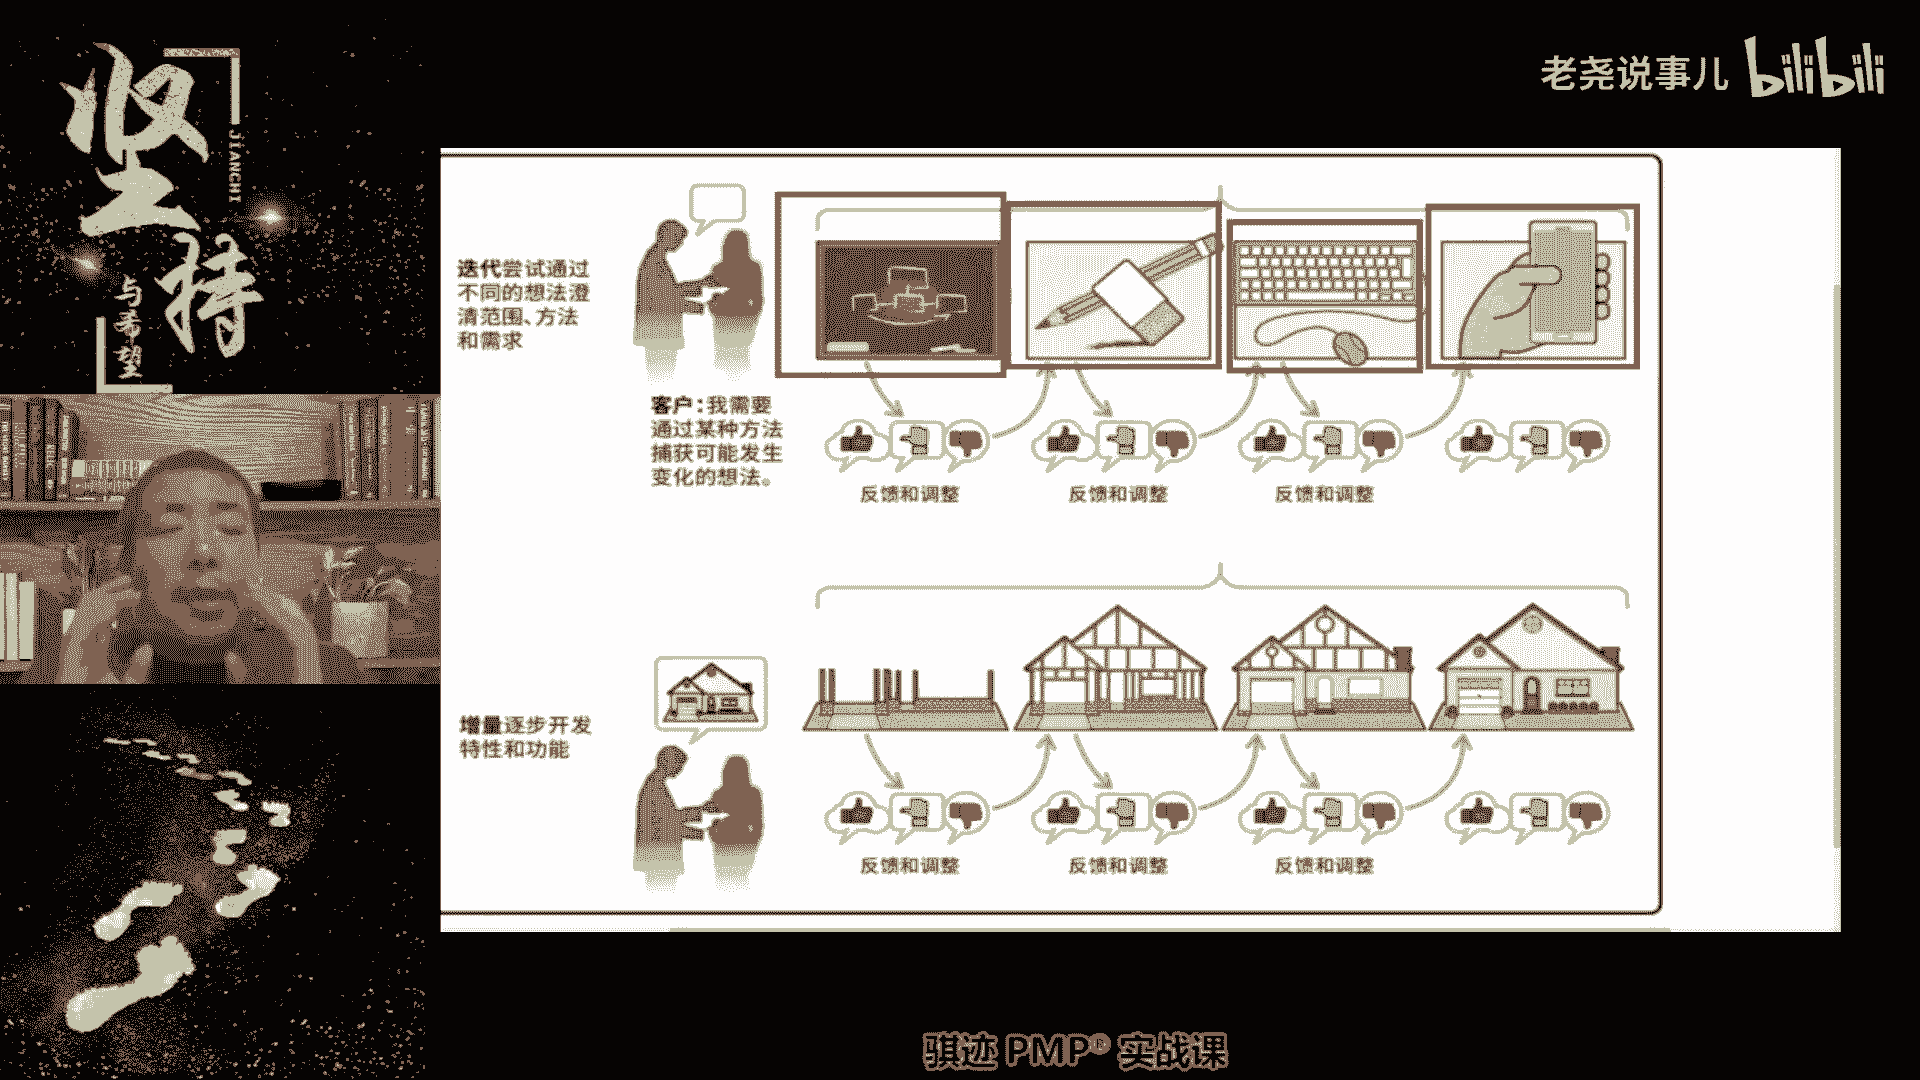 坚持
JIANCHI
与希望
老尧说事儿 bilibili
迭代尝试通过
不同的想法澄
清范围、方法
和需求
客户：我需要
通过某种方法
捕获可能发生
变化的想法。
反馈和调整
反馈和调整
反馈和调整
增量逐步开发
特性和功能
反馈和调整
反馈和调整
反馈和调整
骐迹 PMP® 实战课